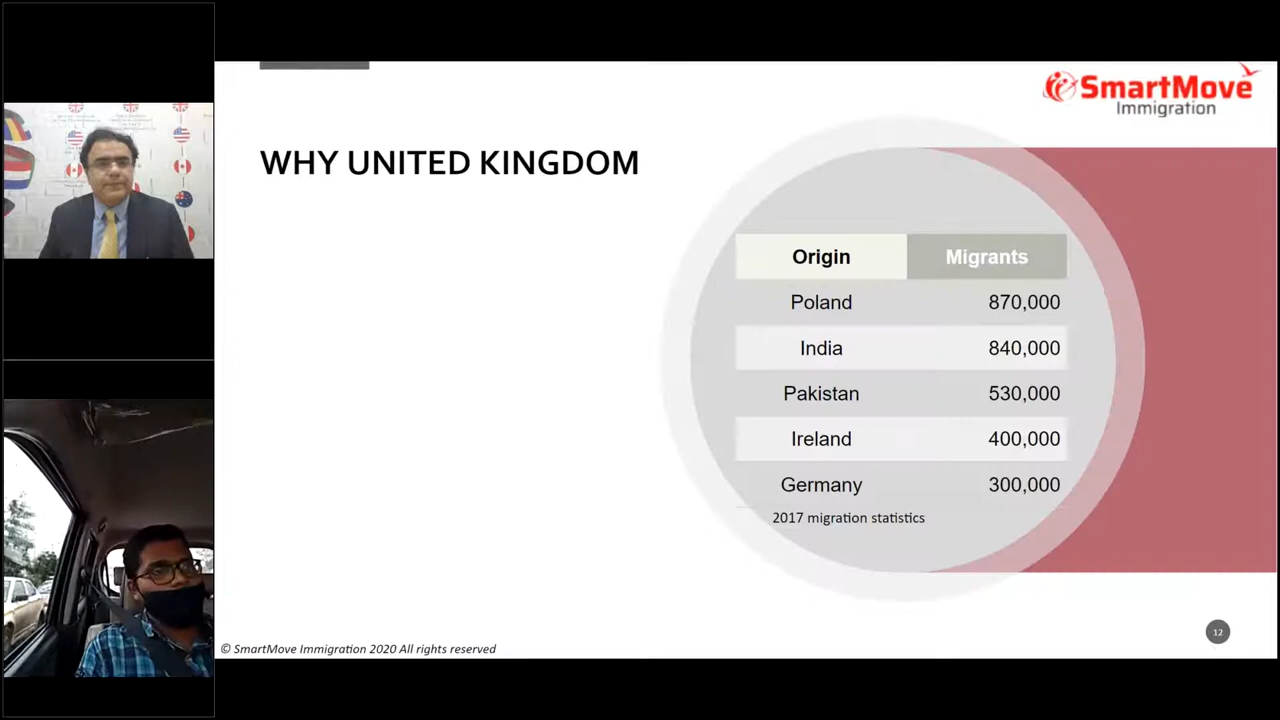 SmartMove
Immigration
WHY UNITED KINGDOM
Origin Migrants
Poland 870,000
India 840,000
Pakistan 530,000
Ireland 400,000
Germany 300,000
2017 migration statistics
12
© SmartMove Immigration 2020 All rights reserved